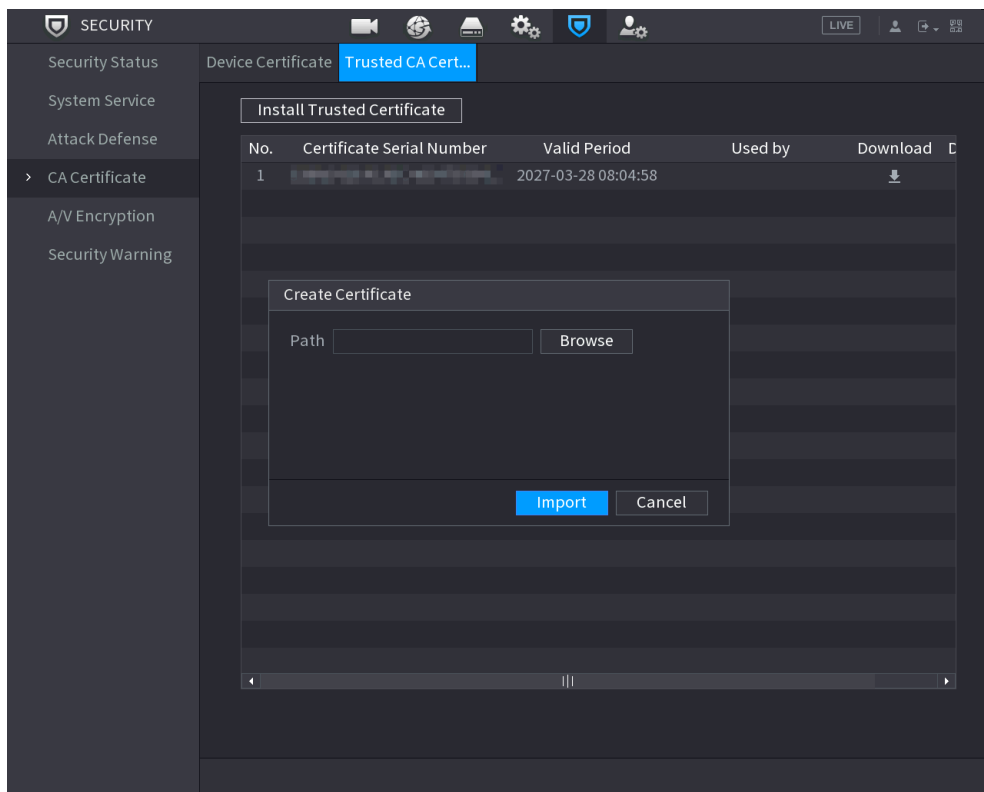 SECURITY
LIVE
Security Status
System Service
Attack Defense
CA Certificate
A/V Encryption
Security Warning
Device Certificate Trusted CA Cert...
Install Trusted Certificate
No. Certificate Serial Number Valid Period Used by Download D
1 2027-03-28 08:04:58
Create Certificate
Path Browse
Import Cancel